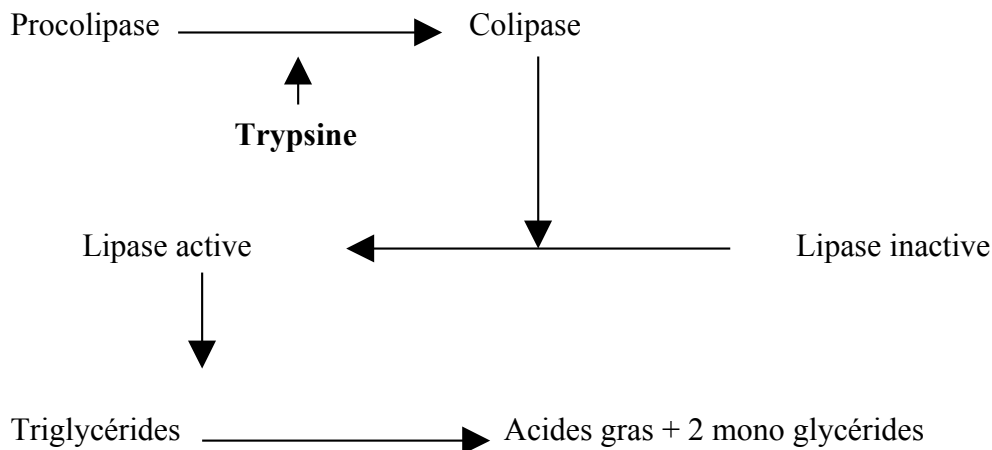 Procolipase Colipase
Trypsine
Lipase active Lipase inactive
Triglycérides Acides gras + 2 mono glycérides